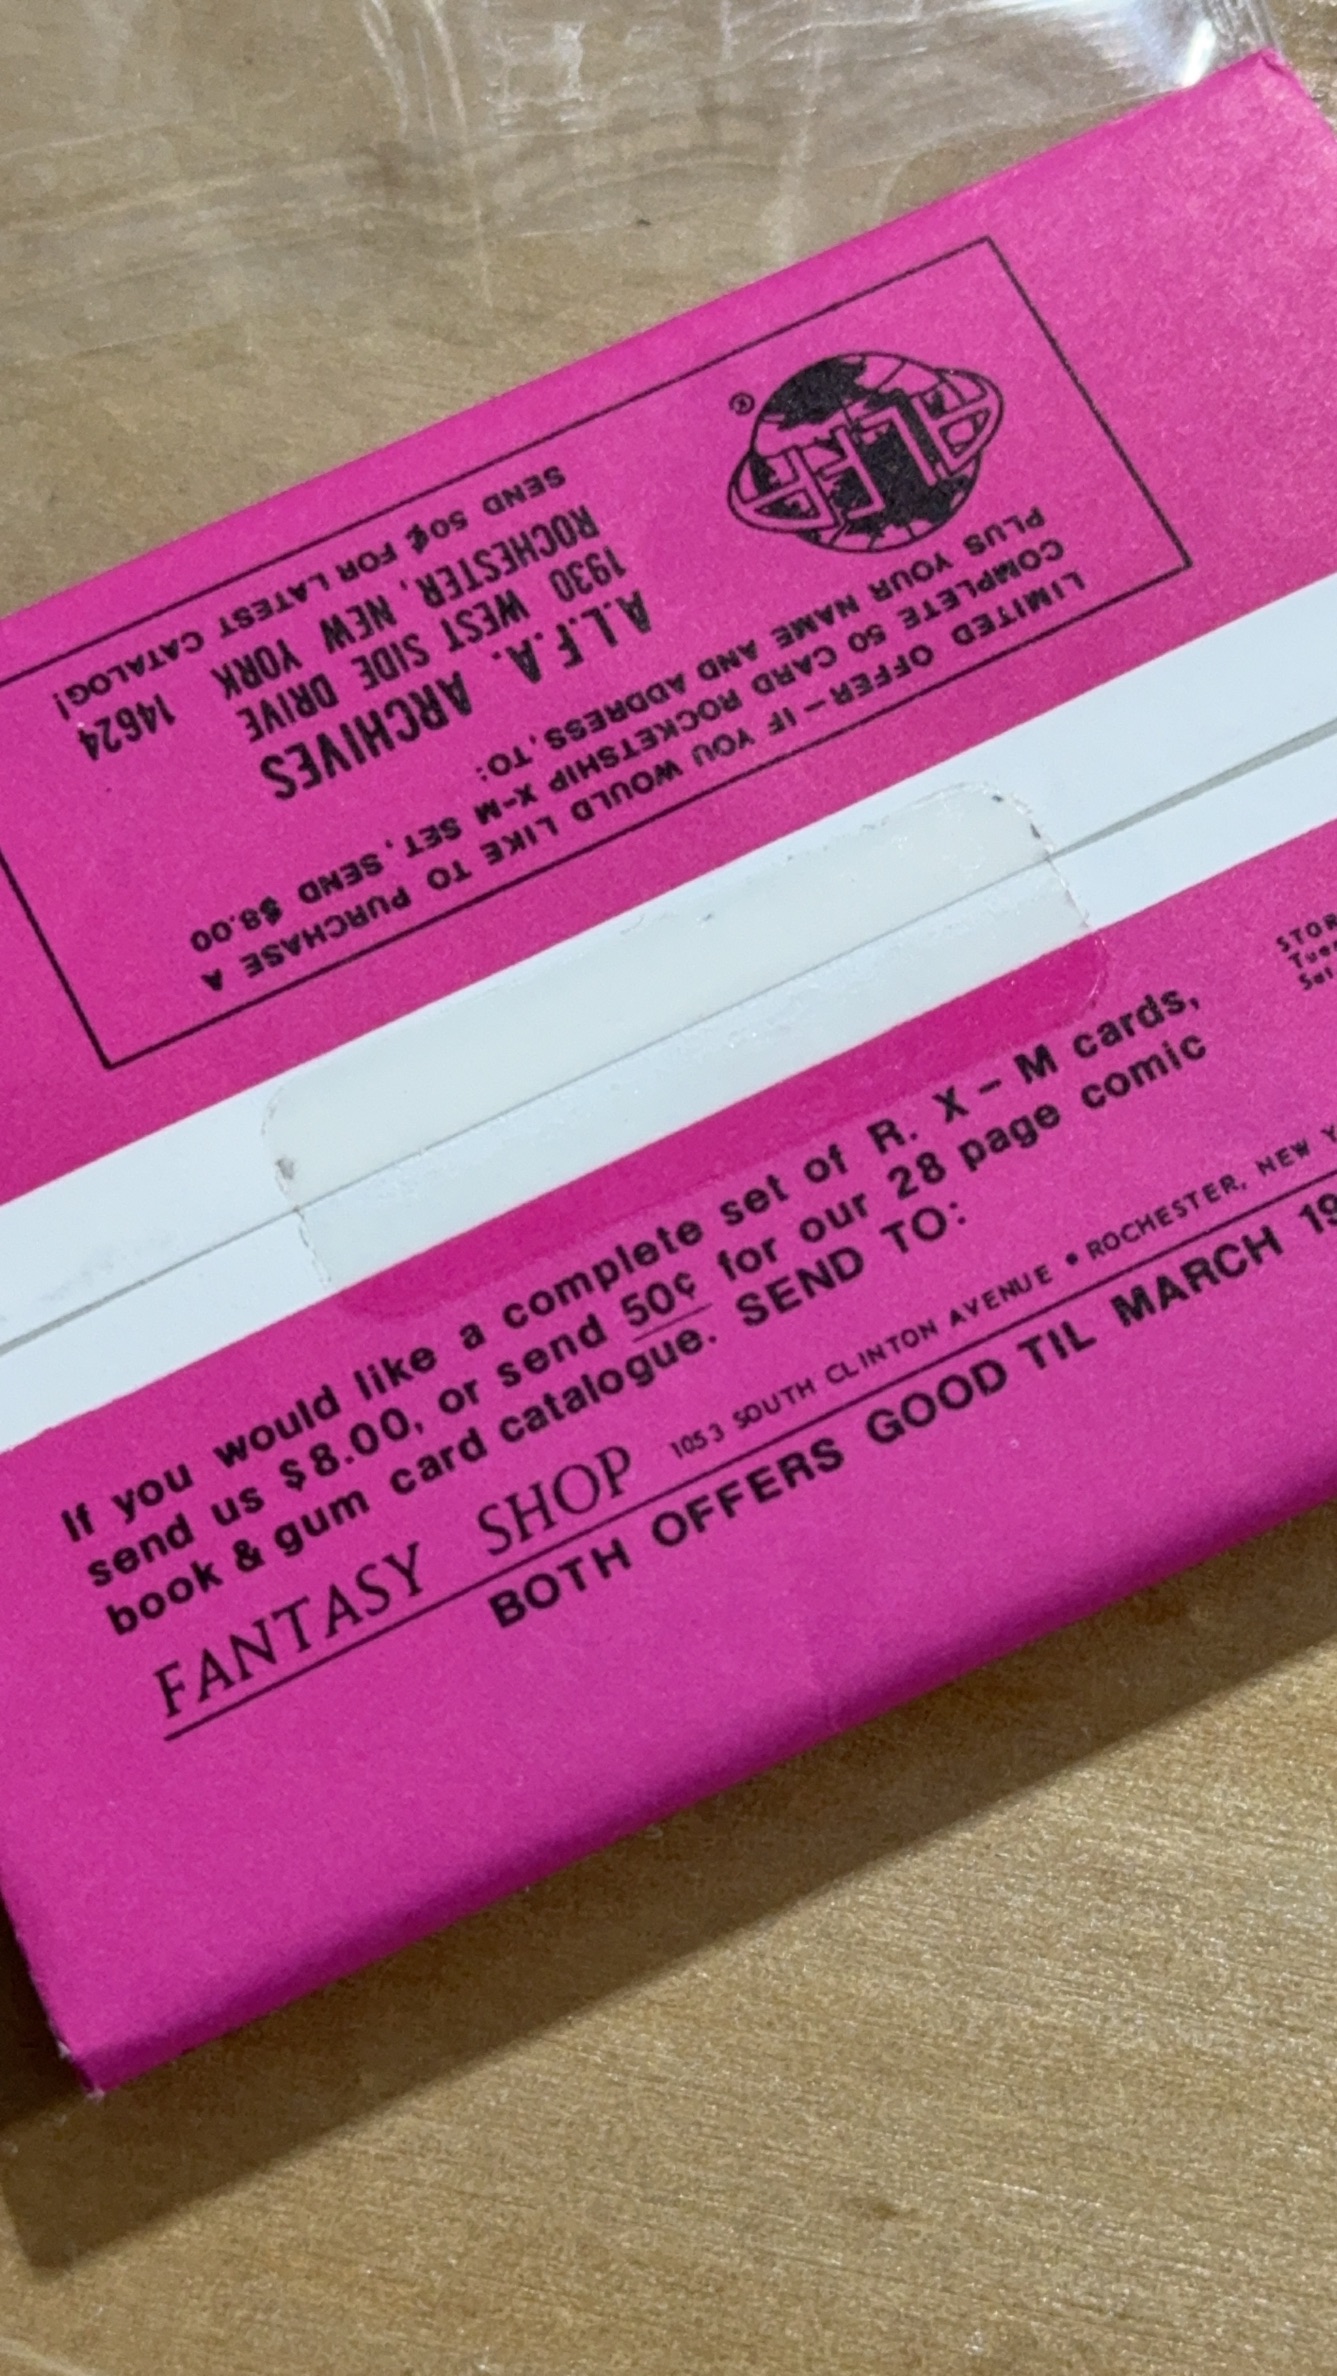 LIMITED OFFER – IF YOU WOULD LIKE TO PURCHASE A
COMPLETE 50 CARD ROCKETSHIP X-M SET, SEND $8.00
PLUS YOUR NAME AND ADDRESS, TO:
A.L.F.A. ARCHIVES
1930 WEST SIDE DRIVE
ROCHESTER, NEW YORK 14624
SEND 50¢ FOR LATEST CATALOG!
ALFA ®
If you would like a complete set of R. X – M cards,
send us $8.00, or send 50¢ for our 28 page comic
book & gum card catalogue. SEND TO:
FANTASY SHOP 1053 SOUTH CLINTON AVENUE • ROCHESTER, NEW
BOTH OFFERS GOOD TIL MARCH